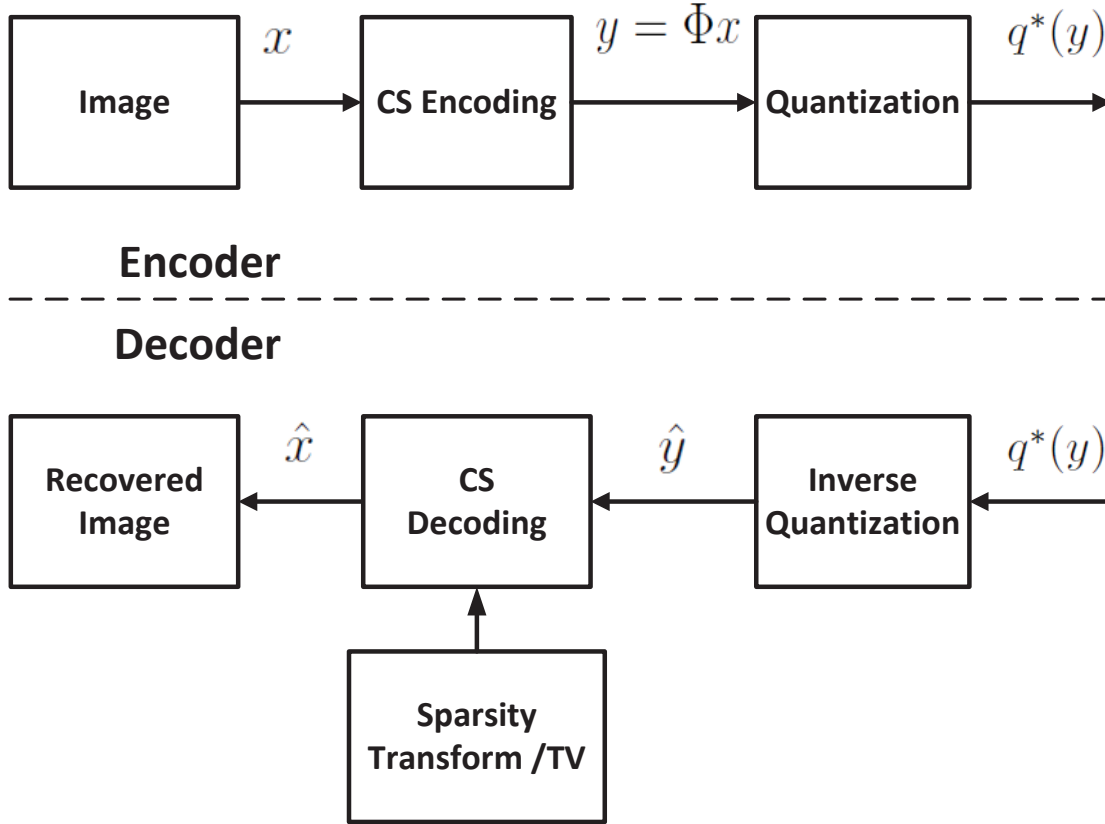 x
y = Φx
q*(y)
Image
CS Encoding
Quantization
Encoder
Decoder
x̂
ŷ
q*(y)
Recovered
Image
CS
Decoding
Inverse
Quantization
Sparsity
Transform /TV